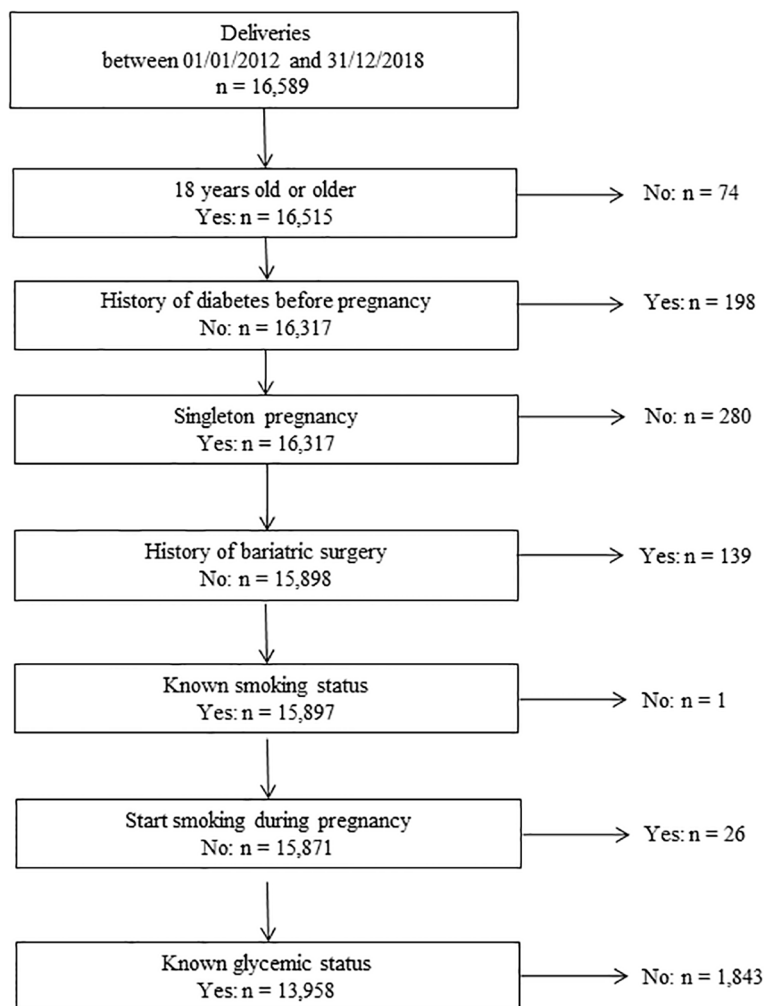 Deliveries
between 01/01/2012 and 31/12/2018
n = 16,589
18 years old or older
Yes: n = 16,515
No: n = 74
History of diabetes before pregnancy
No: n = 16,317
Yes: n = 198
Singleton pregnancy
Yes: n = 16,317
No: n = 280
History of bariatric surgery
No: n = 15,898
Yes: n = 139
Known smoking status
Yes: n = 15,897
No: n = 1
Start smoking during pregnancy
No: n = 15,871
Yes: n = 26
Known glycemic status
Yes: n = 13,958
No: n = 1,843